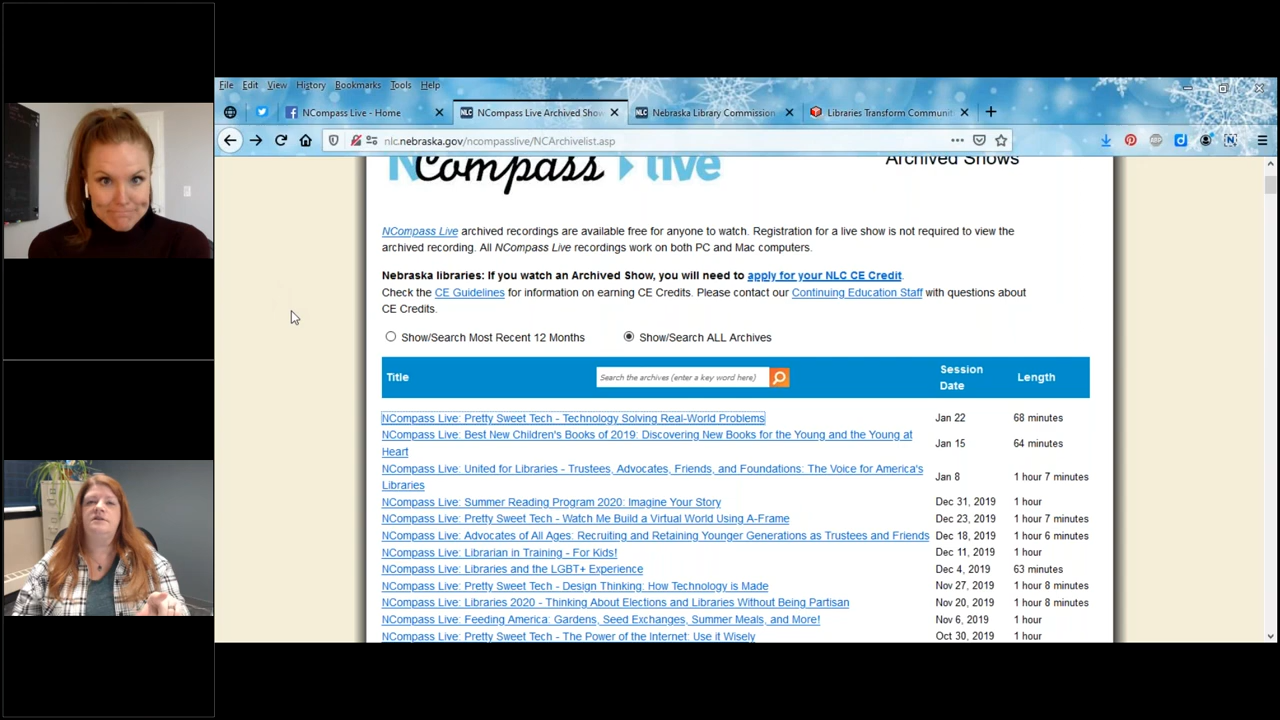 File Edit View History Bookmarks Tools Help
NCompass Live - Home
NCompass Live Archived Show
Nebraska Library Commission
Libraries Transform Communit
nlc.nebraska.gov/ncompasslive/NCArchivelist.asp
NCompass live
Archived Shows
NCompass Live archived recordings are available free for anyone to watch. Registration for a live show is not required to view the
archived recording. All NCompass Live recordings work on both PC and Mac computers.
Nebraska libraries: If you watch an Archived Show, you will need to apply for your NLC CE Credit.
Check the CE Guidelines for information on earning CE Credits. Please contact our Continuing Education Staff with questions about
CE Credits.
Show/Search Most Recent 12 Months Show/Search ALL Archives
Title Search the archives (enter a key word here) Session Date Length
NCompass Live: Pretty Sweet Tech - Technology Solving Real-World Problems Jan 22 68 minutes
NCompass Live: Best New Children's Books of 2019: Discovering New Books for the Young and the Young at
Heart Jan 15 64 minutes
NCompass Live: United for Libraries - Trustees, Advocates, Friends, and Foundations: The Voice for America's
Libraries Jan 8 1 hour 7 minutes
NCompass Live: Summer Reading Program 2020: Imagine Your Story Dec 31, 2019 1 hour
NCompass Live: Pretty Sweet Tech - Watch Me Build a Virtual World Using A-Frame Dec 23, 2019 1 hour 7 minutes
NCompass Live: Advocates of All Ages: Recruiting and Retaining Younger Generations as Trustees and Friends Dec 18, 2019 1 hour 6 minutes
NCompass Live: Librarian in Training - For Kids! Dec 11, 2019 1 hour
NCompass Live: Libraries and the LGBT+ Experience Dec 4, 2019 63 minutes
NCompass Live: Pretty Sweet Tech - Design Thinking: How Technology is Made Nov 27, 2019 1 hour 8 minutes
NCompass Live: Libraries 2020 - Thinking About Elections and Libraries Without Being Partisan Nov 20, 2019 1 hour 8 minutes
NCompass Live: Feeding America: Gardens, Seed Exchanges, Summer Meals, and More! Nov 6, 2019 1 hour
NCompass Live: Pretty Sweet Tech - The Power of the Internet: Use it Wisely Oct 30, 2019 1 hour